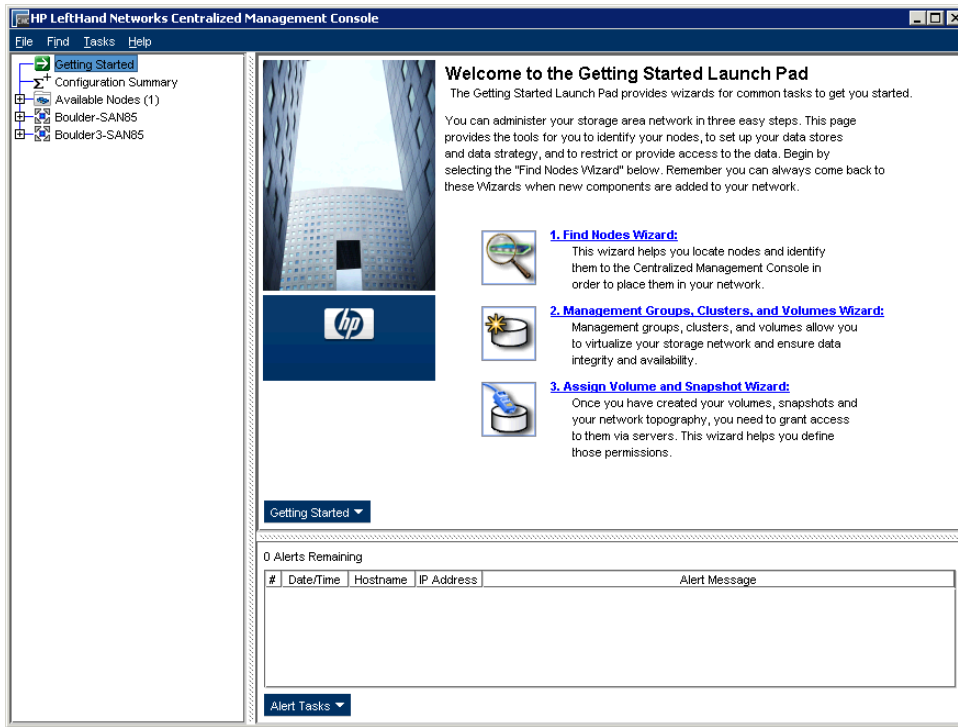 HP LeftHand Networks Centralized Management Console
File Find Tasks Help
Getting Started
Configuration Summary
Available Nodes (1)
Boulder-SAN85
Boulder3-SAN85
Welcome to the Getting Started Launch Pad
The Getting Started Launch Pad provides wizards for common tasks to get you started.
You can administer your storage area network in three easy steps. This page
provides the tools for you to identify your nodes, to set up your data stores
and data strategy, and to restrict or provide access to the data. Begin by
selecting the "Find Nodes Wizard" below. Remember you can always come back to
these Wizards when new components are added to your network.
hp
1. Find Nodes Wizard:
This wizard helps you locate nodes and identify
them to the Centralized Management Console in
order to place them in your network.
2. Management Groups, Clusters, and Volumes Wizard:
Management groups, clusters, and volumes allow you
to virtualize your storage network and ensure data
integrity and availability.
3. Assign Volume and Snapshot Wizard:
Once you have created your volumes, snapshots and
your network topography, you need to grant access
to them via servers. This wizard helps you define
those permissions.
Getting Started
0 Alerts Remaining
# Date/Time Hostname IP Address Alert Message
Alert Tasks